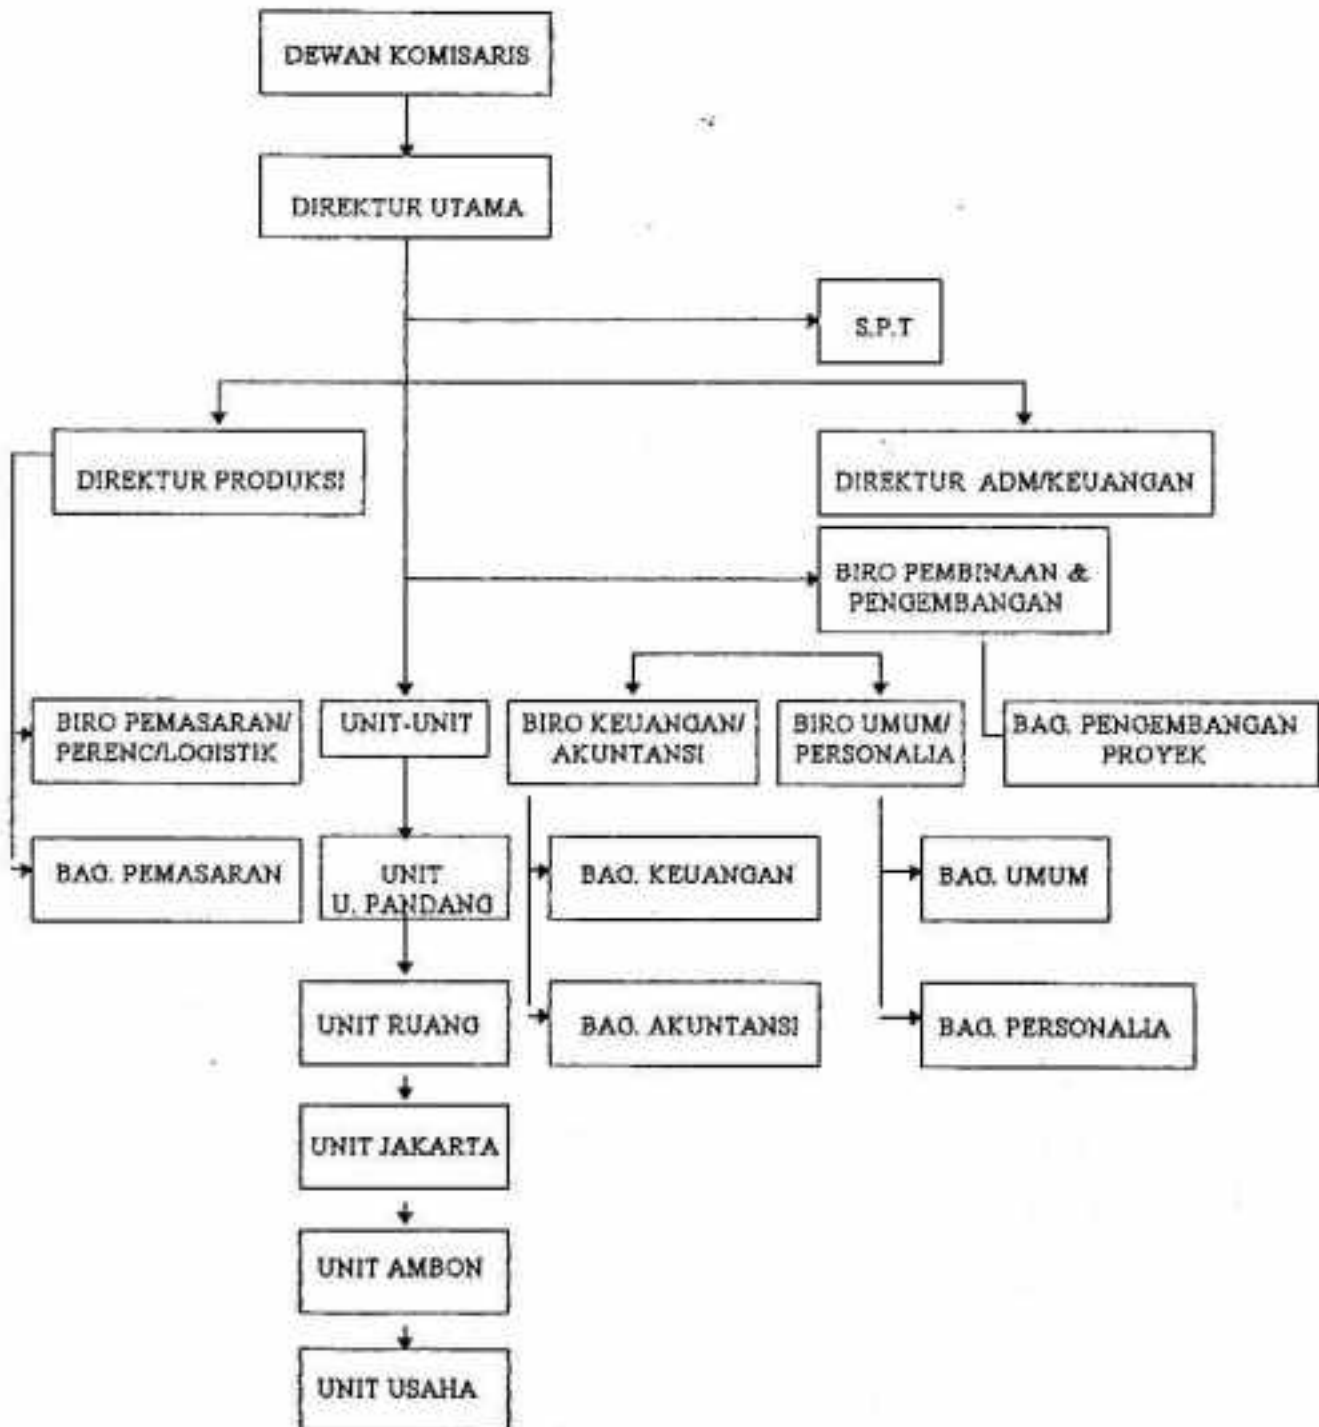 DEWAN KOMISARIS
DIREKTUR UTAMA
S.P.T
DIREKTUR PRODUKSI
DIREKTUR ADM/KEUANGAN
BIRO PEMBINAAN &
PENGEMBANGAN
BIRO PEMASARAN/
PERENC/LOGISTIK
UNIT-UNIT
BIRO KEUANGAN/
AKUNTANSI
BIRO UMUM/
PERSONALIA
BAG. PENGEMBANGAN
PROYEK
BAG. PEMASARAN
UNIT
U. PANDANG
BAG. KEUANGAN
BAG. UMUM
UNIT RUANG
BAG. AKUNTANSI
BAG. PERSONALIA
UNIT JAKARTA
UNIT AMBON
UNIT USAHA